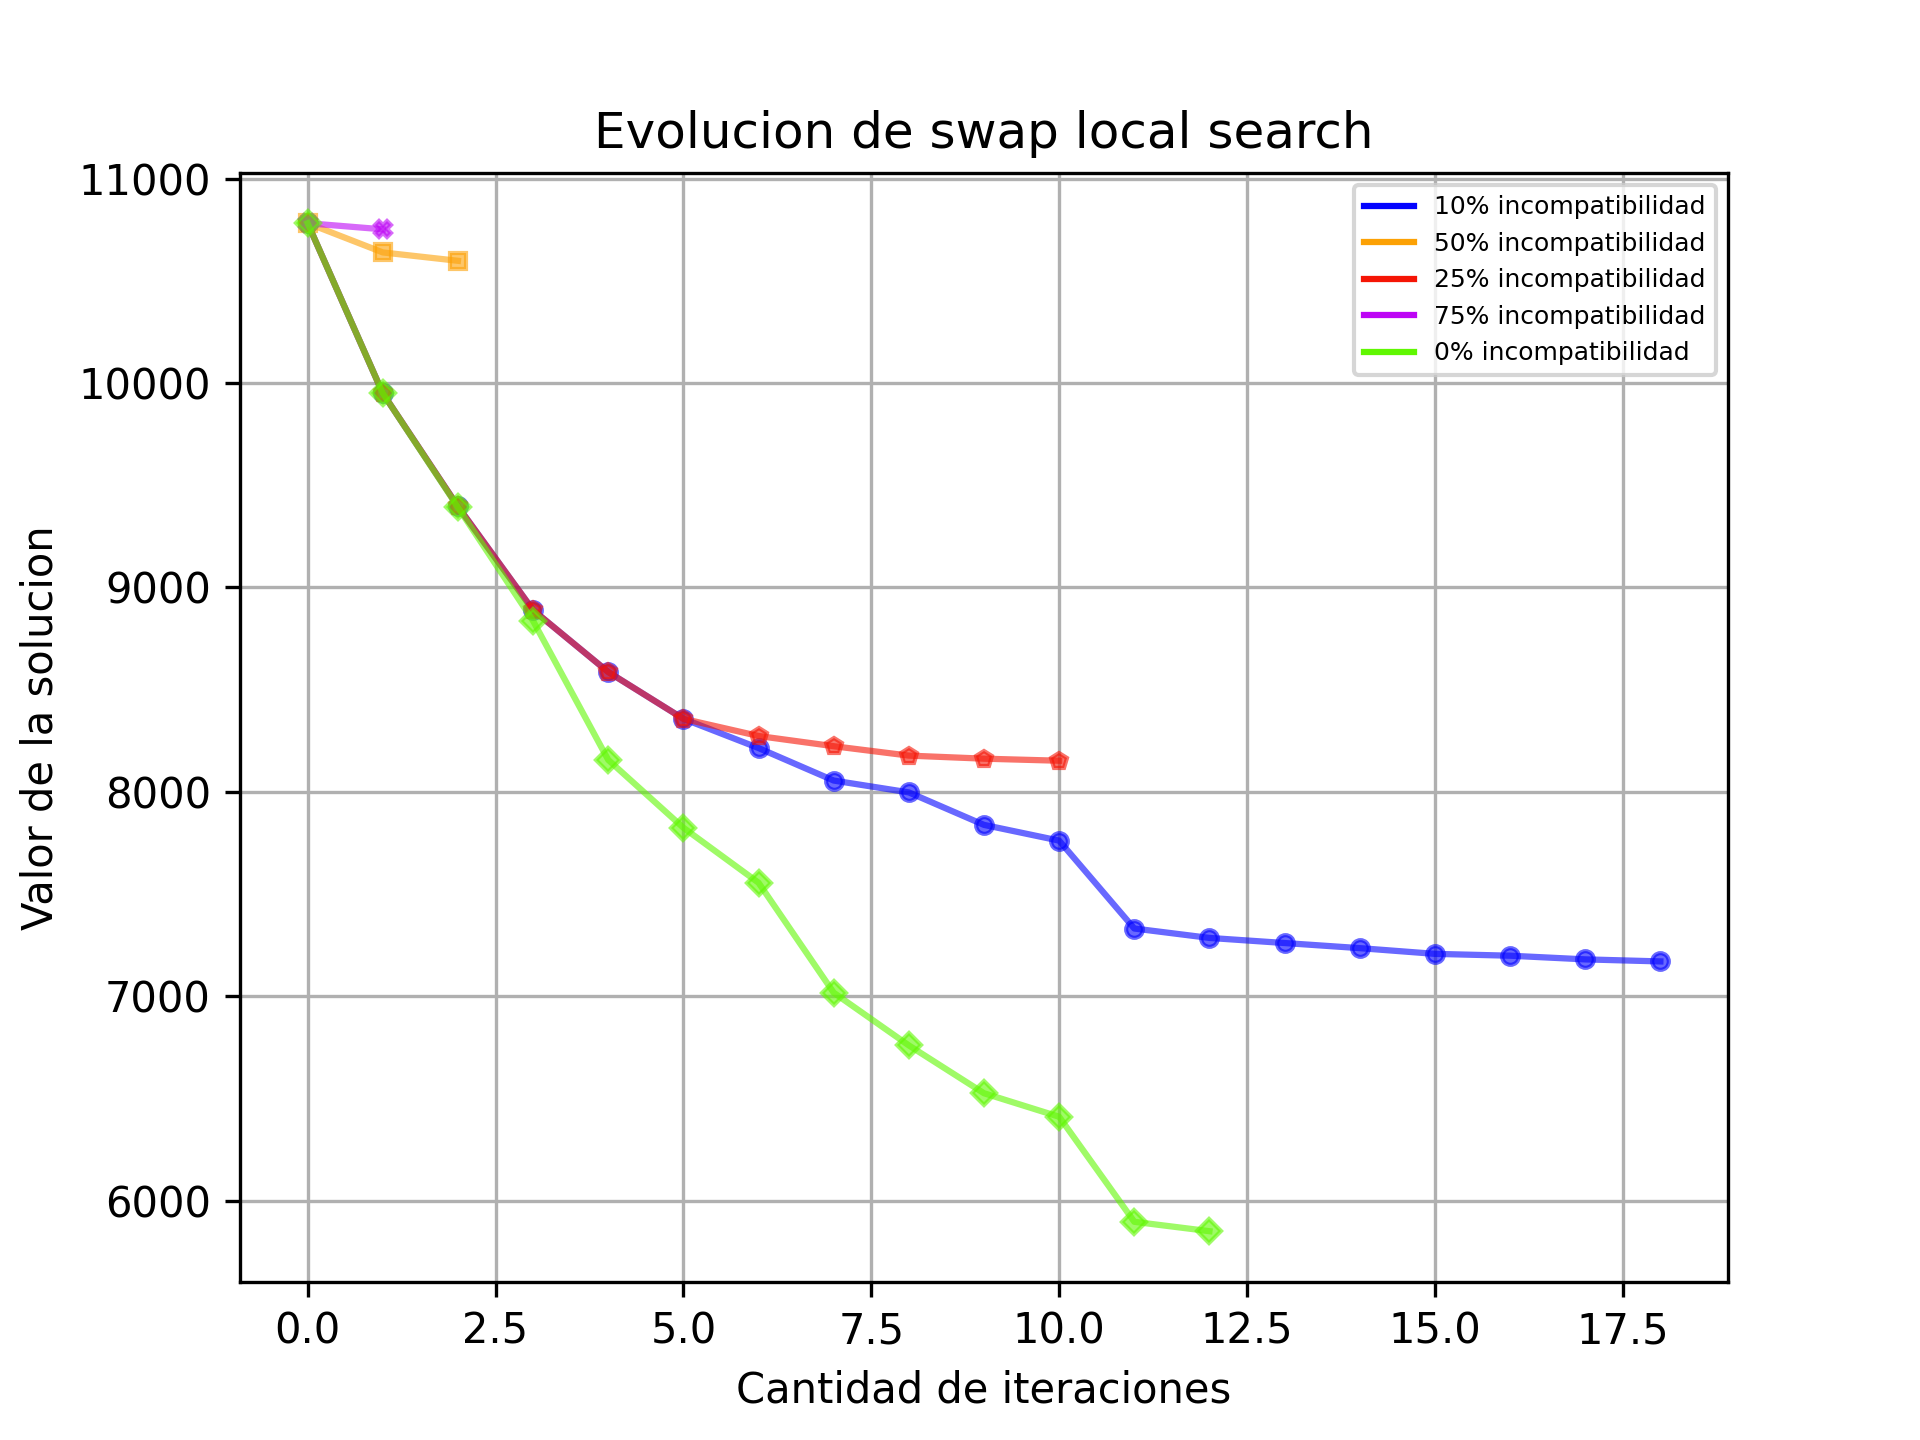 Evolucion de swap local search
11000
10000
9000
8000
7000
6000
Valor de la solucion
10% incompatibilidad
50% incompatibilidad
25% incompatibilidad
75% incompatibilidad
0% incompatibilidad
0.0 2.5 5.0 7.5 10.0 12.5 15.0 17.5
Cantidad de iteraciones